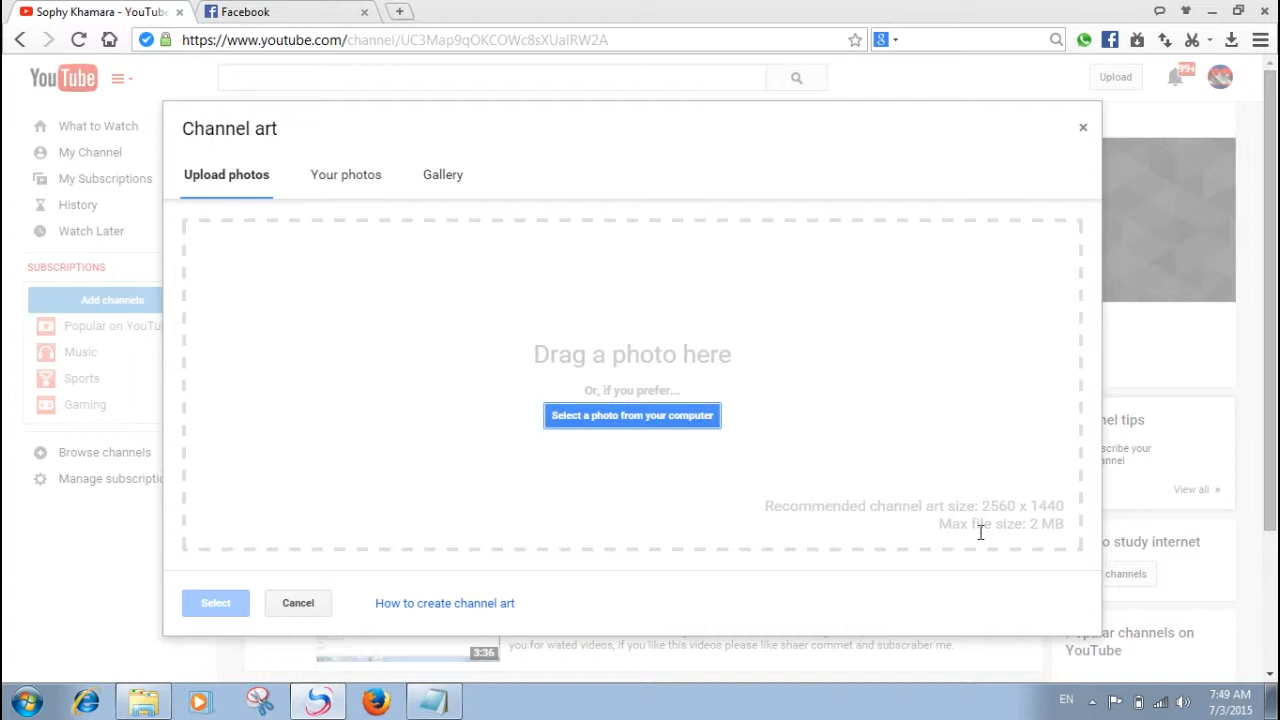 Sophy Khamara - YouTube
Facebook
https://www.youtube.com/channel/UC3Map9qOKCOWc8sXUaIRW2A
YouTube
Upload
99+
What to Watch
My Channel
My Subscriptions
History
Watch Later
SUBSCRIPTIONS
Add channels
Popular on YouTu
Music
Sports
Gaming
Browse channels
Manage subscriptio
Channel art
Upload photos
Your photos
Gallery
Drag a photo here
Or, if you prefer...
Select a photo from your computer
Recommended channel art size: 2560 x 1440
Max file size: 2 MB
Select
Cancel
How to create channel art
nel tips
scribe your
annel
View all »
o study internet
channels
Popular channels on
YouTube
3:36
you for wated videos, if you like this videos please like shaer commet and subscraber me.
EN
7:49 AM
7/3/2015